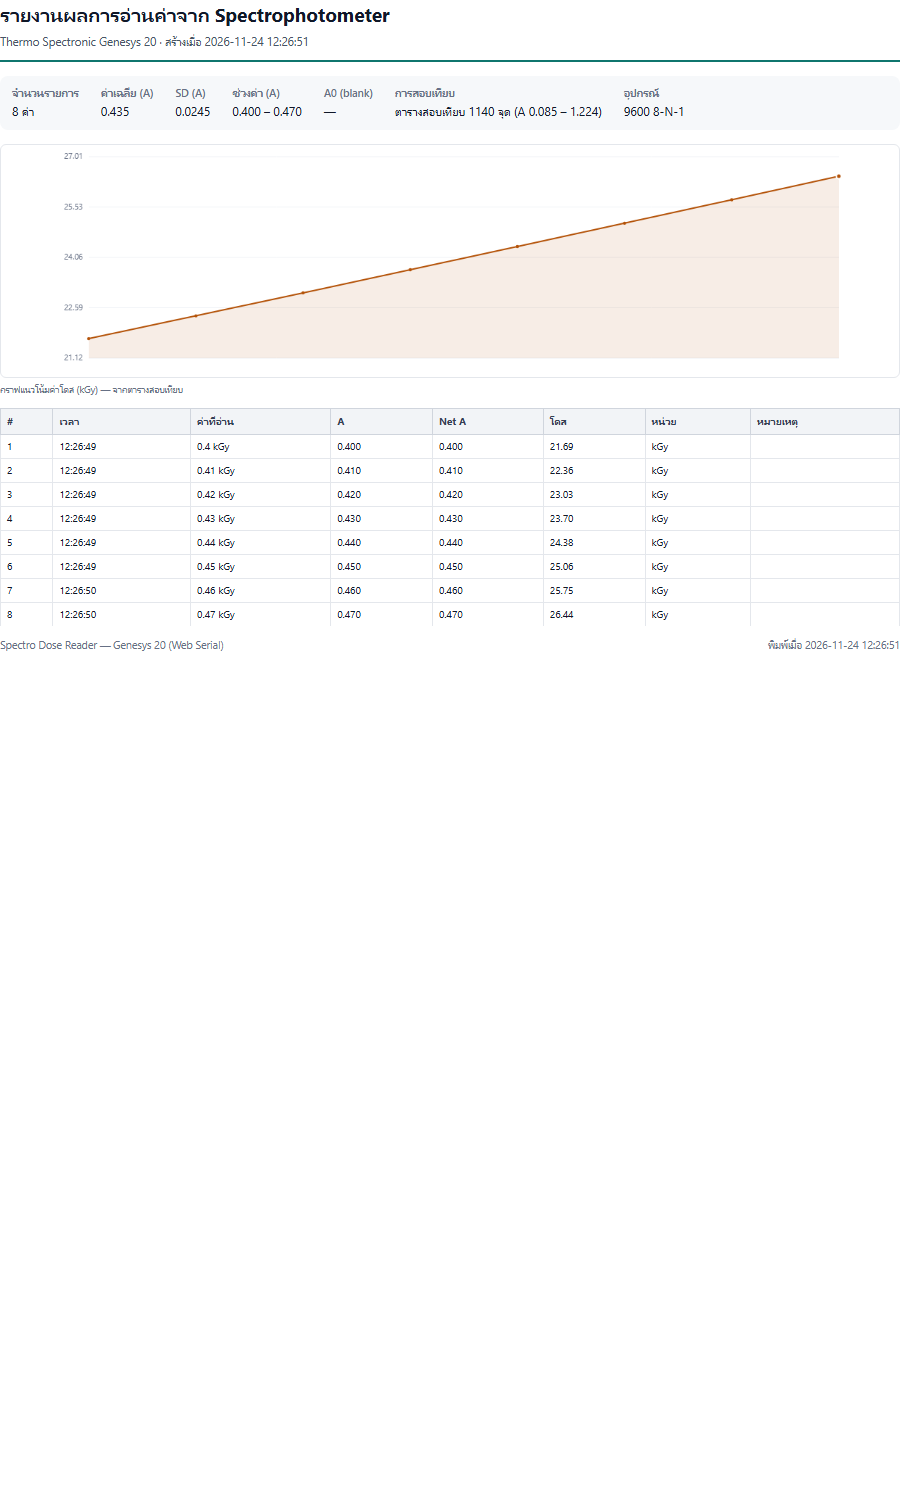 รายงานผลการอ่านค่าจาก Spectrophotometer
Thermo Spectronic Genesys 20 · สร้างเมื่อ 2026-11-24 12:26:51
จำนวนรายการ ค่าเฉลี่ย (A) SD (A) ช่วงค่า (A) A0 (blank) การสอบเทียบ อุปกรณ์
8 ค่า 0.435 0.0245 0.400 – 0.470 — ตารางสอบเทียบ 1140 จุด (A 0.085 – 1.224) 9600 8-N-1
27.01
25.53
24.06
22.59
21.12
กราฟแนวโน้มค่าโดส (kGy) — จากตารางสอบเทียบ
# เวลา ค่าที่อ่าน A Net A โดส หน่วย หมายเหตุ
1 12:26:49 0.4 kGy 0.400 0.400 21.69 kGy
2 12:26:49 0.41 kGy 0.410 0.410 22.36 kGy
3 12:26:49 0.42 kGy 0.420 0.420 23.03 kGy
4 12:26:49 0.43 kGy 0.430 0.430 23.70 kGy
5 12:26:49 0.44 kGy 0.440 0.440 24.38 kGy
6 12:26:49 0.45 kGy 0.450 0.450 25.06 kGy
7 12:26:50 0.46 kGy 0.460 0.460 25.75 kGy
8 12:26:50 0.47 kGy 0.470 0.470 26.44 kGy
Spectro Dose Reader — Genesys 20 (Web Serial) พิมพ์เมื่อ 2026-11-24 12:26:51